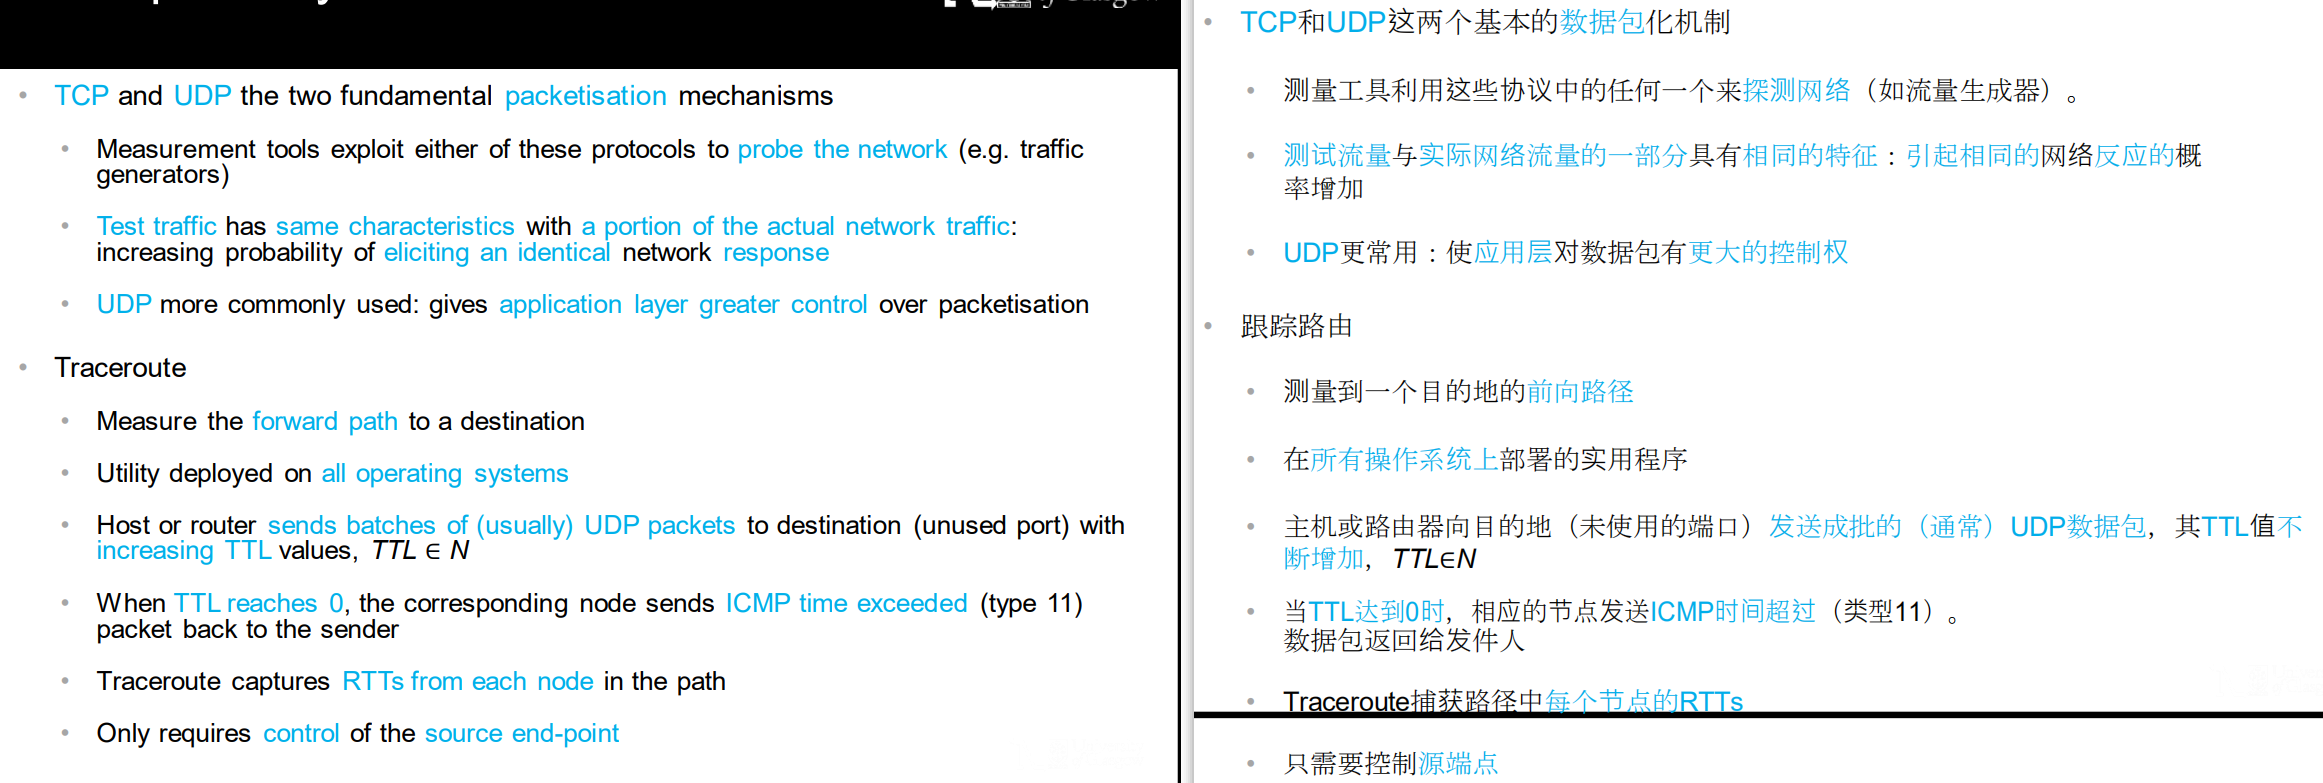 TCP and UDP the two fundamental packetisation mechanisms
Measurement tools exploit either of these protocols to probe the network (e.g. traffic
generators)
Test traffic has same characteristics with a portion of the actual network traffic:
increasing probability of eliciting an identical network response
UDP more commonly used: gives application layer greater control over packetisation
Traceroute
Measure the forward path to a destination
Utility deployed on all operating systems
Host or router sends batches of (usually) UDP packets to destination (unused port) with
increasing TTL values, TTL ∈ N
When TTL reaches 0, the corresponding node sends ICMP time exceeded (type 11)
packet back to the sender
Traceroute captures RTTs from each node in the path
Only requires control of the source end-point
TCP和UDP这两个基本的数据包化机制
测量工具利用这些协议中的任何一个来探测网络（如流量生成器）。
测试流量与实际网络流量的一部分具有相同的特征：引起相同的网络反应的概
率增加
UDP更常用：使应用层对数据包有更大的控制权
跟踪路由
测量到一个目的地的前向路径
在所有操作系统上部署的实用程序
主机或路由器向目的地（未使用的端口）发送成批的（通常）UDP数据包，其TTL值不
断增加，TTL∈N
当TTL达到0时，相应的节点发送ICMP时间超过（类型11）。
数据包返回给发件人
Traceroute捕获路径中每个节点的RTTs
只需要控制源端点